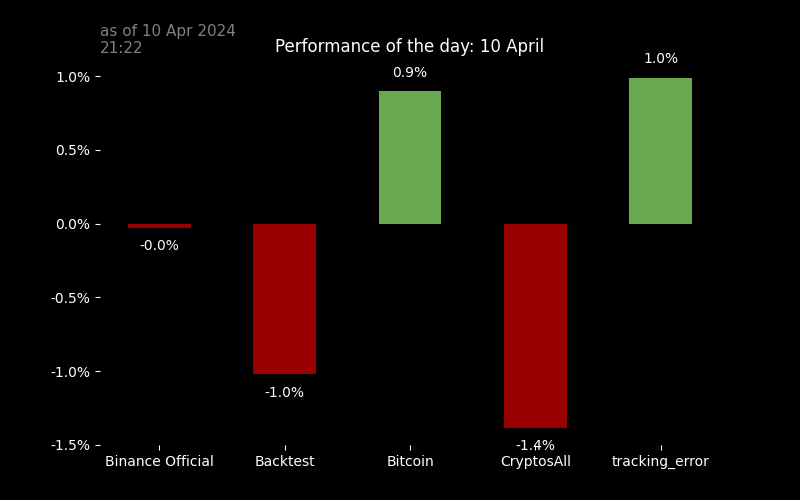 as of 10 Apr 2024
21:22
Performance of the day: 10 April
1.0%
0.5%
0.0%
-0.5%
-1.0%
-1.5%
-0.0%
-1.0%
0.9%
-1.4%
1.0%
Binance Official
Backtest
Bitcoin
CryptosAll
tracking_error